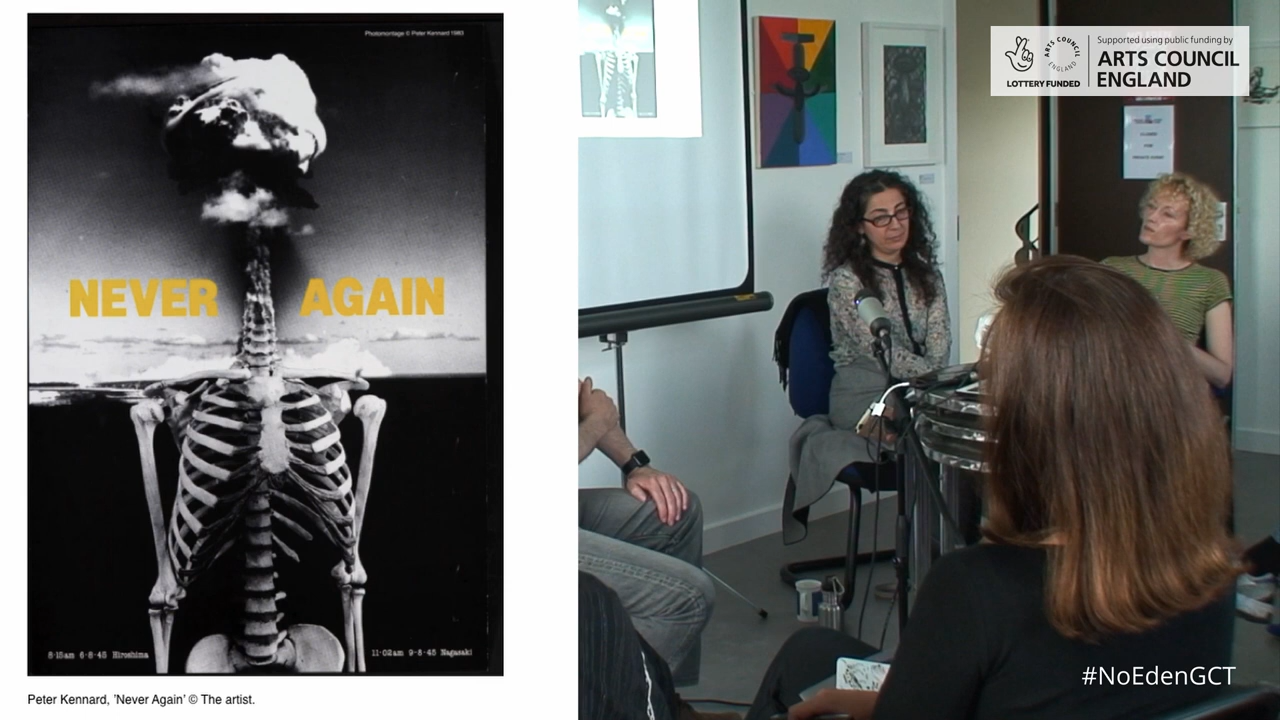 Photomontage © Peter Kennard 1983
NEVER AGAIN
8·15am 6·8·45 Hiroshima
11·02am 9·8·45 Nagasaki
Peter Kennard, 'Never Again' © The artist.
LOTTERY FUNDED
ARTS COUNCIL
ENGLAND
Supported using public funding by
ARTS COUNCIL
ENGLAND
#NoEdenGCT